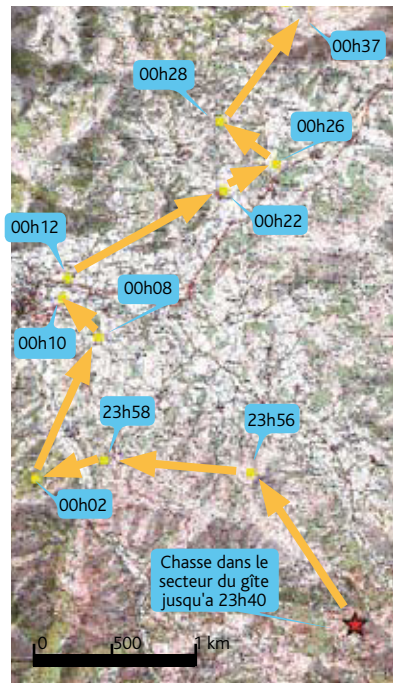 00h37
00h28
00h26
00h22
00h12
00h08
00h10
23h58
23h56
00h02
Chasse dans le
secteur du gîte
jusqu'a 23h40
0 500 1 km